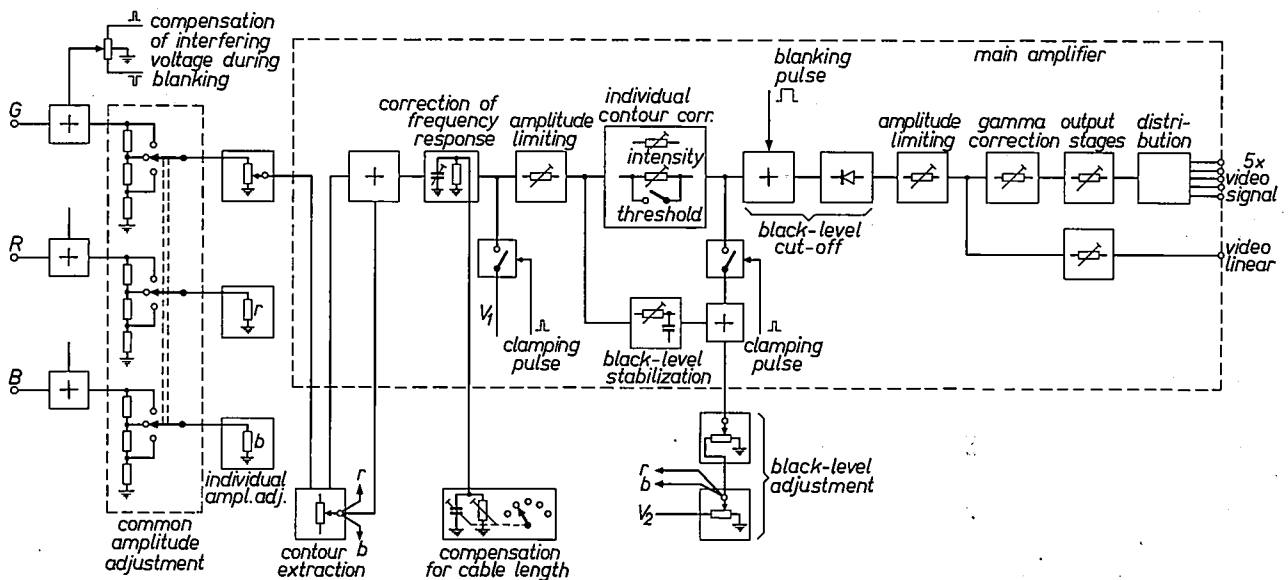 compensation
of interfering
voltage during
blanking
main amplifier
G
correction of
frequency
response
amplitude
limiting
individual
contour corr.
intensity
threshold
blanking
pulse
black-level
cut-off
amplitude
limiting
gamma
correction
output
stages
distri-
bution
5x
video
signal
video
linear
R
r
V1
clamping
pulse
black-level
stabilization
clamping
pulse
B
b
individual
ampl. adj.
common
amplitude
adjustment
r
b
contour
extraction
compensation
for cable length
r
b
V2
black-level
adjustment